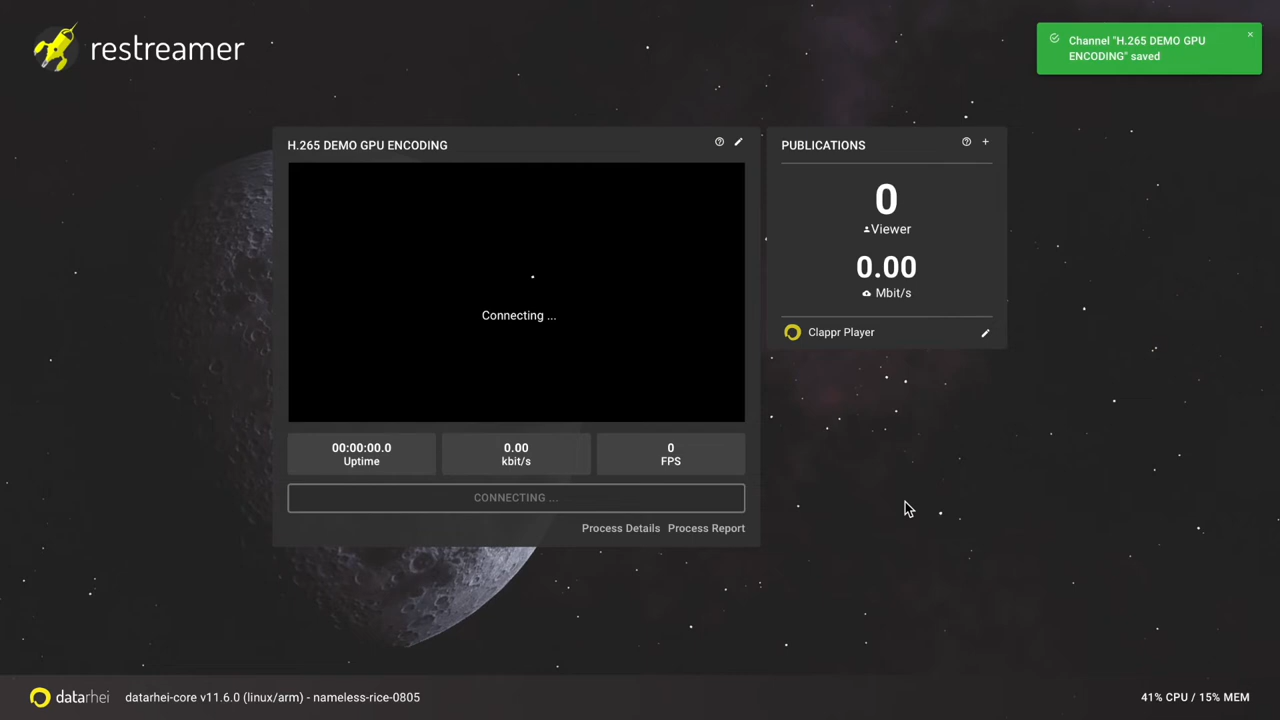 restreamer
Channel "H.265 DEMO GPU
ENCODING" saved
H.265 DEMO GPU ENCODING
Connecting ...
00:00:00.0
Uptime
0.00
kbit/s
0
FPS
CONNECTING ...
Process Details
Process Report
PUBLICATIONS
0
Viewer
0.00
Mbit/s
Clappr Player
datarhei
datarhei-core v11.6.0 (linux/arm) - nameless-rice-0805
41% CPU / 15% MEM